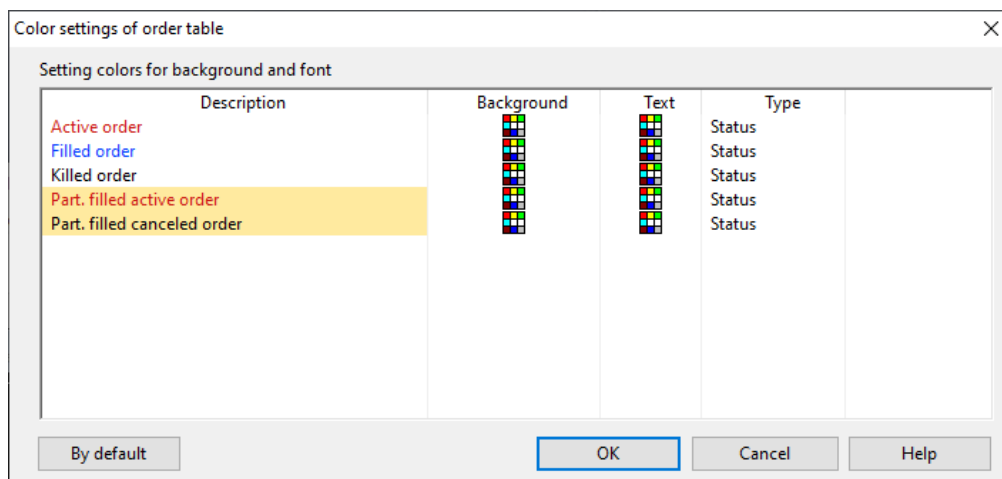 Color settings of order table
Setting colors for background and font
Description Background Text Type
Active order Status
Filled order Status
Killed order Status
Part. filled active order Status
Part. filled canceled order Status
By default OK Cancel Help